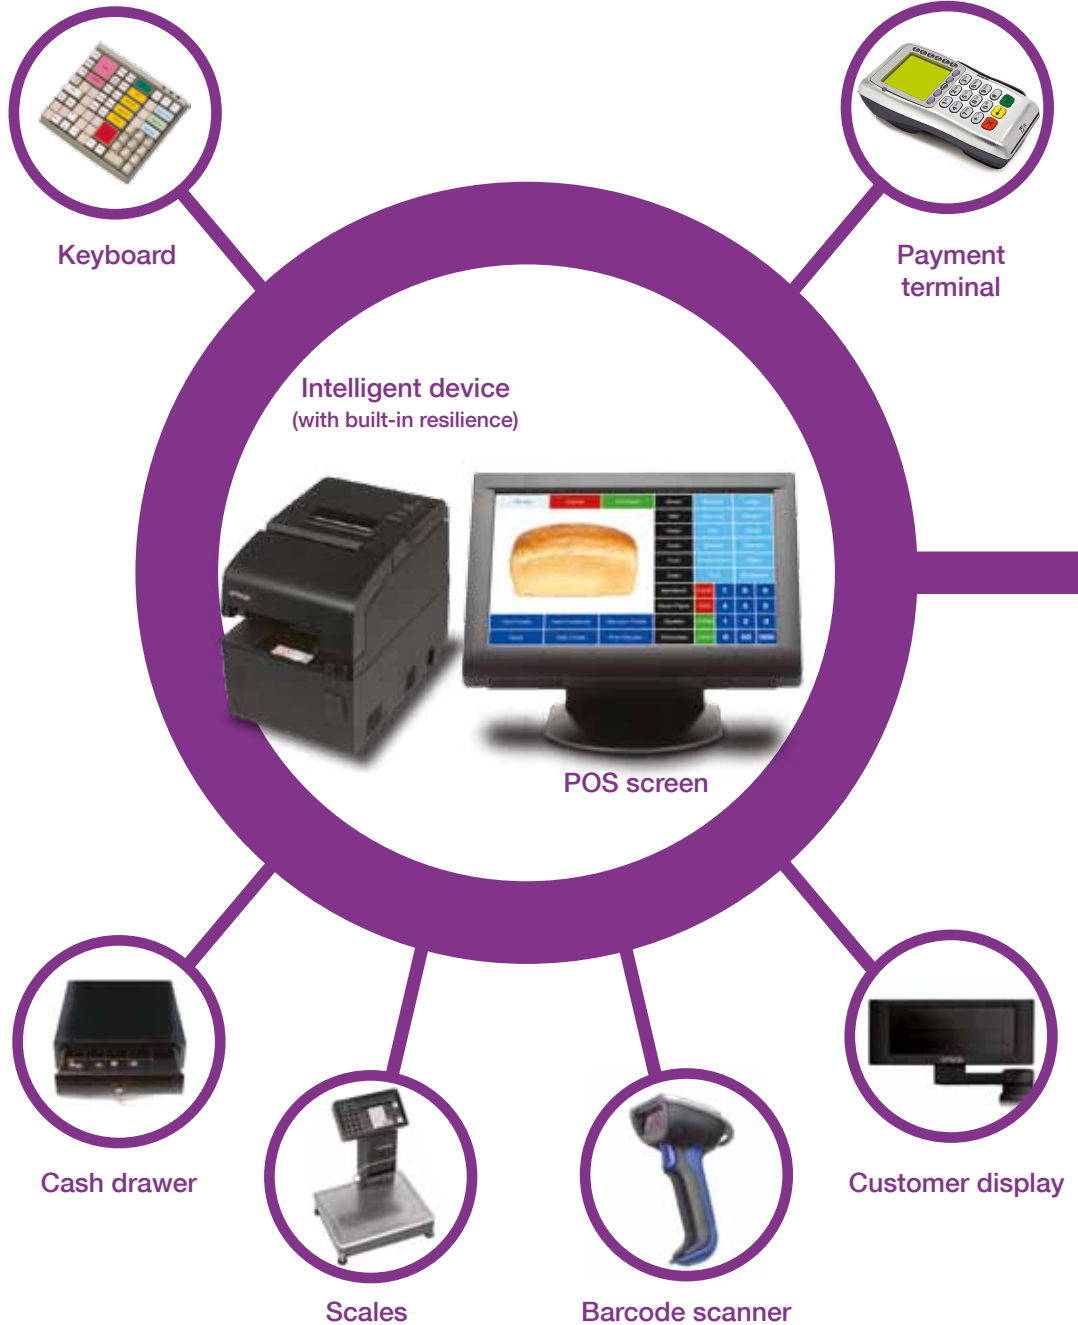 Keyboard
Payment
terminal
Intelligent device
(with built-in resilience)
POS screen
Cash drawer
Customer display
Scales
Barcode scanner